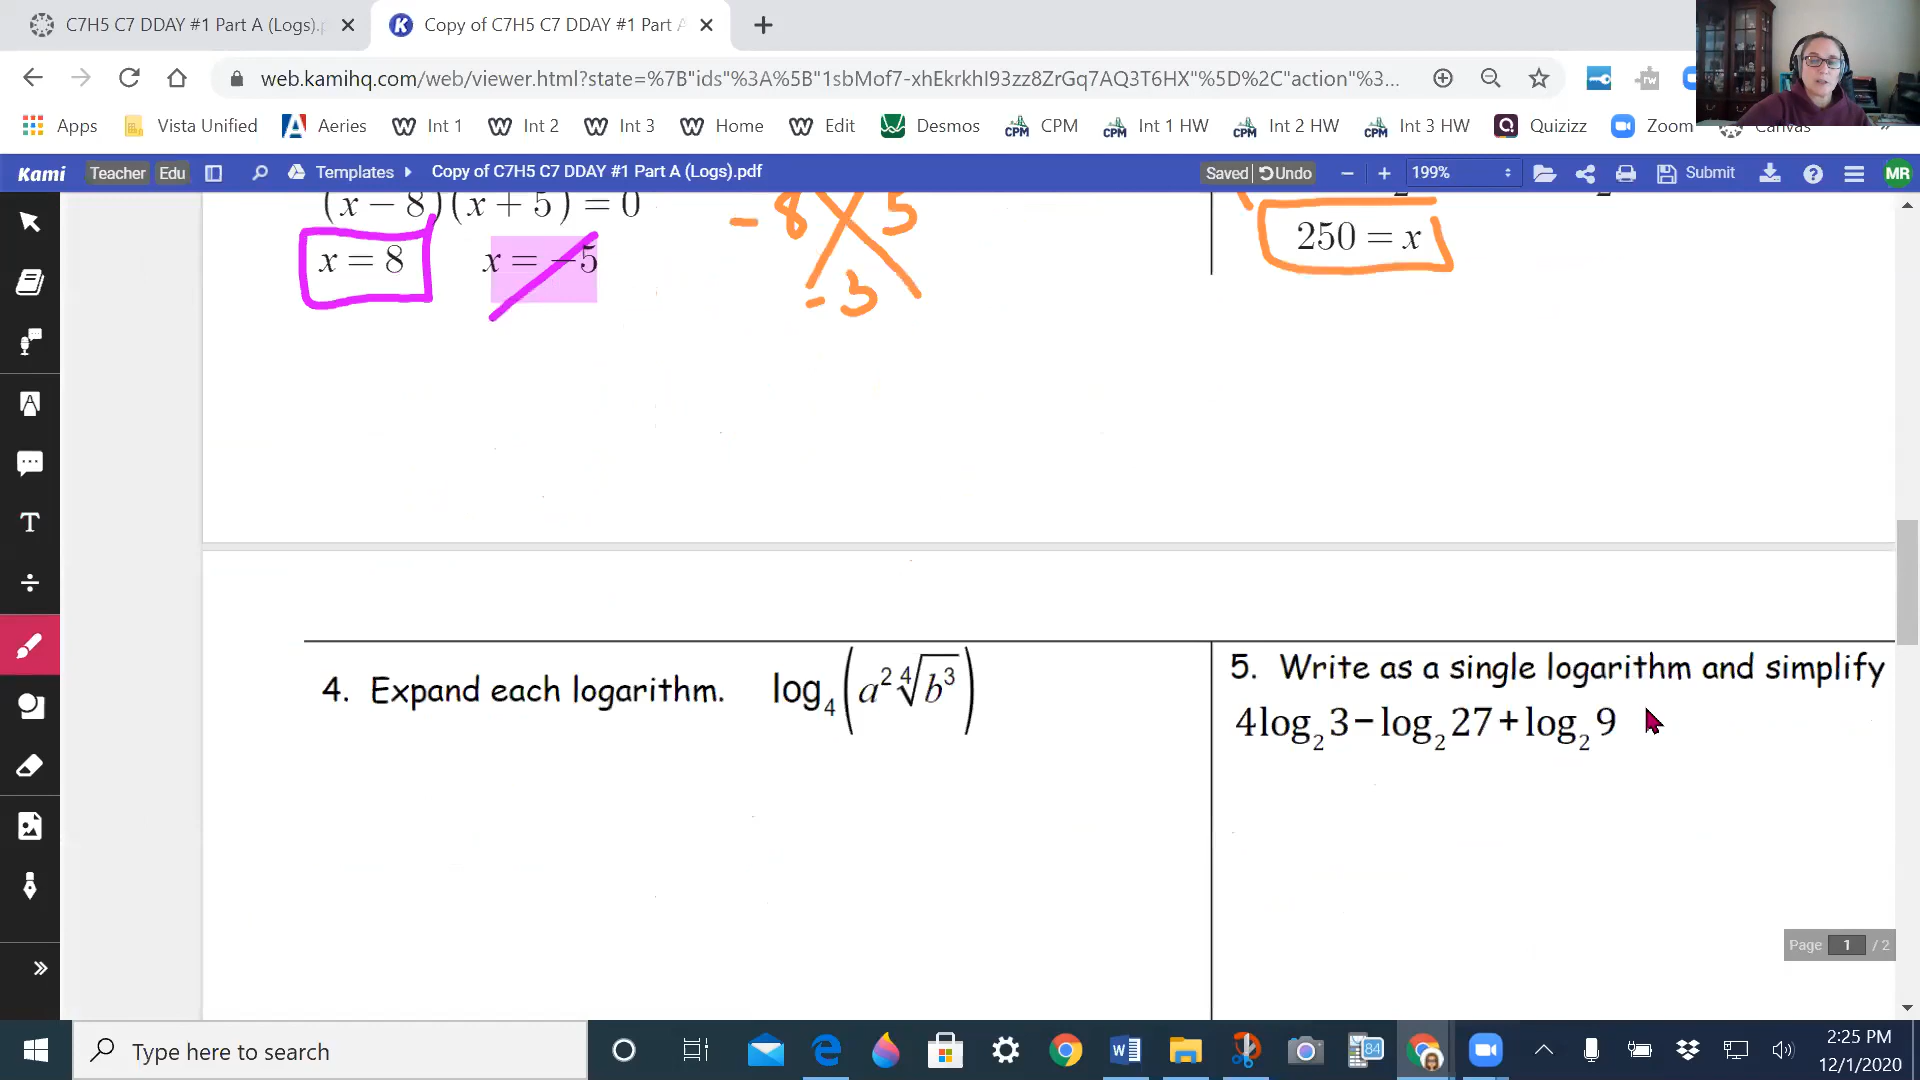 C7H5 C7 DDAY #1 Part A (Logs).p
Copy of C7H5 C7 DDAY #1 Part A
web.kamihq.com/web/viewer.html?state=%7B"ids"%3A%5B"1sbMof7-xhEkrkhI93zz8ZrGq7AQ3T6HX"%5D%2C"action"%3...
Apps Vista Unified Aeries Int 1 Int 2 Int 3 Home Edit Desmos CPM Int 1 HW Int 2 HW Int 3 HW Quizizz Zoom Canvas
Kami Teacher Edu Templates Copy of C7H5 C7 DDAY #1 Part A (Logs).pdf Saved Undo 199% Submit MR
(x − 8)(x + 5) = 0
x = 8 x = −5
-8 5
-3
250 = x
4. Expand each logarithm. log₄(a² ⁴√b³)
5. Write as a single logarithm and simplify
4log₂3 − log₂27 + log₂9
Page 1 / 2
Type here to search
84
2:25 PM
12/1/2020